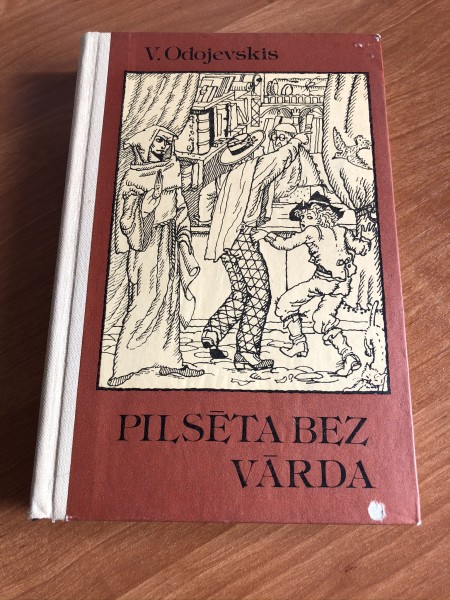 V. Odojevskis
PILSĒTA BEZ
VĀRDA